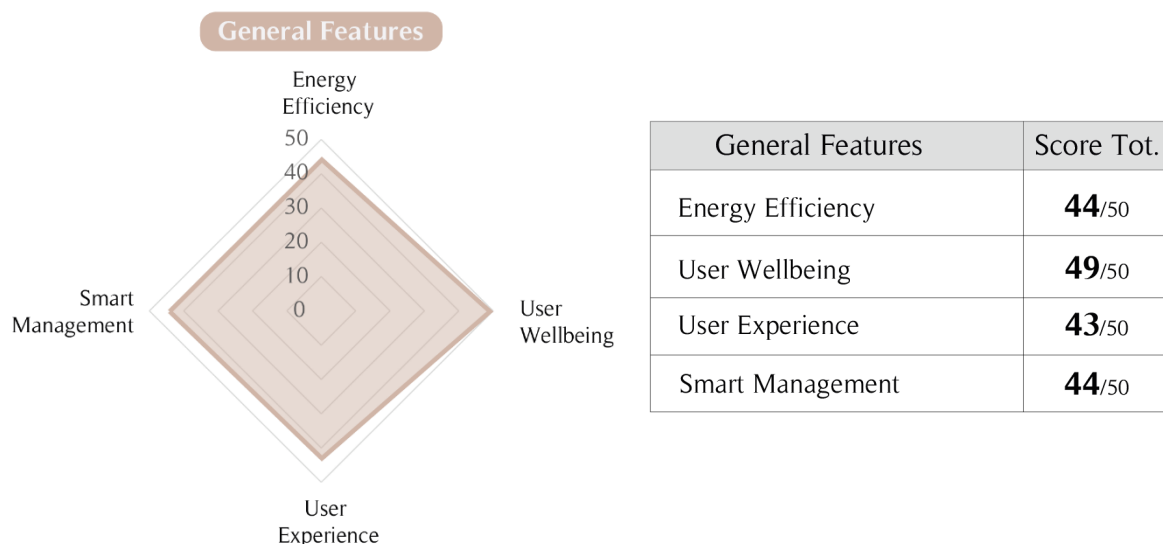 General Features
Energy
Efficiency
50
40
30
20
10
0
Smart
Management
User
Wellbeing
User
Experience
General Features Score Tot.
Energy Efficiency 44/50
User Wellbeing 49/50
User Experience 43/50
Smart Management 44/50